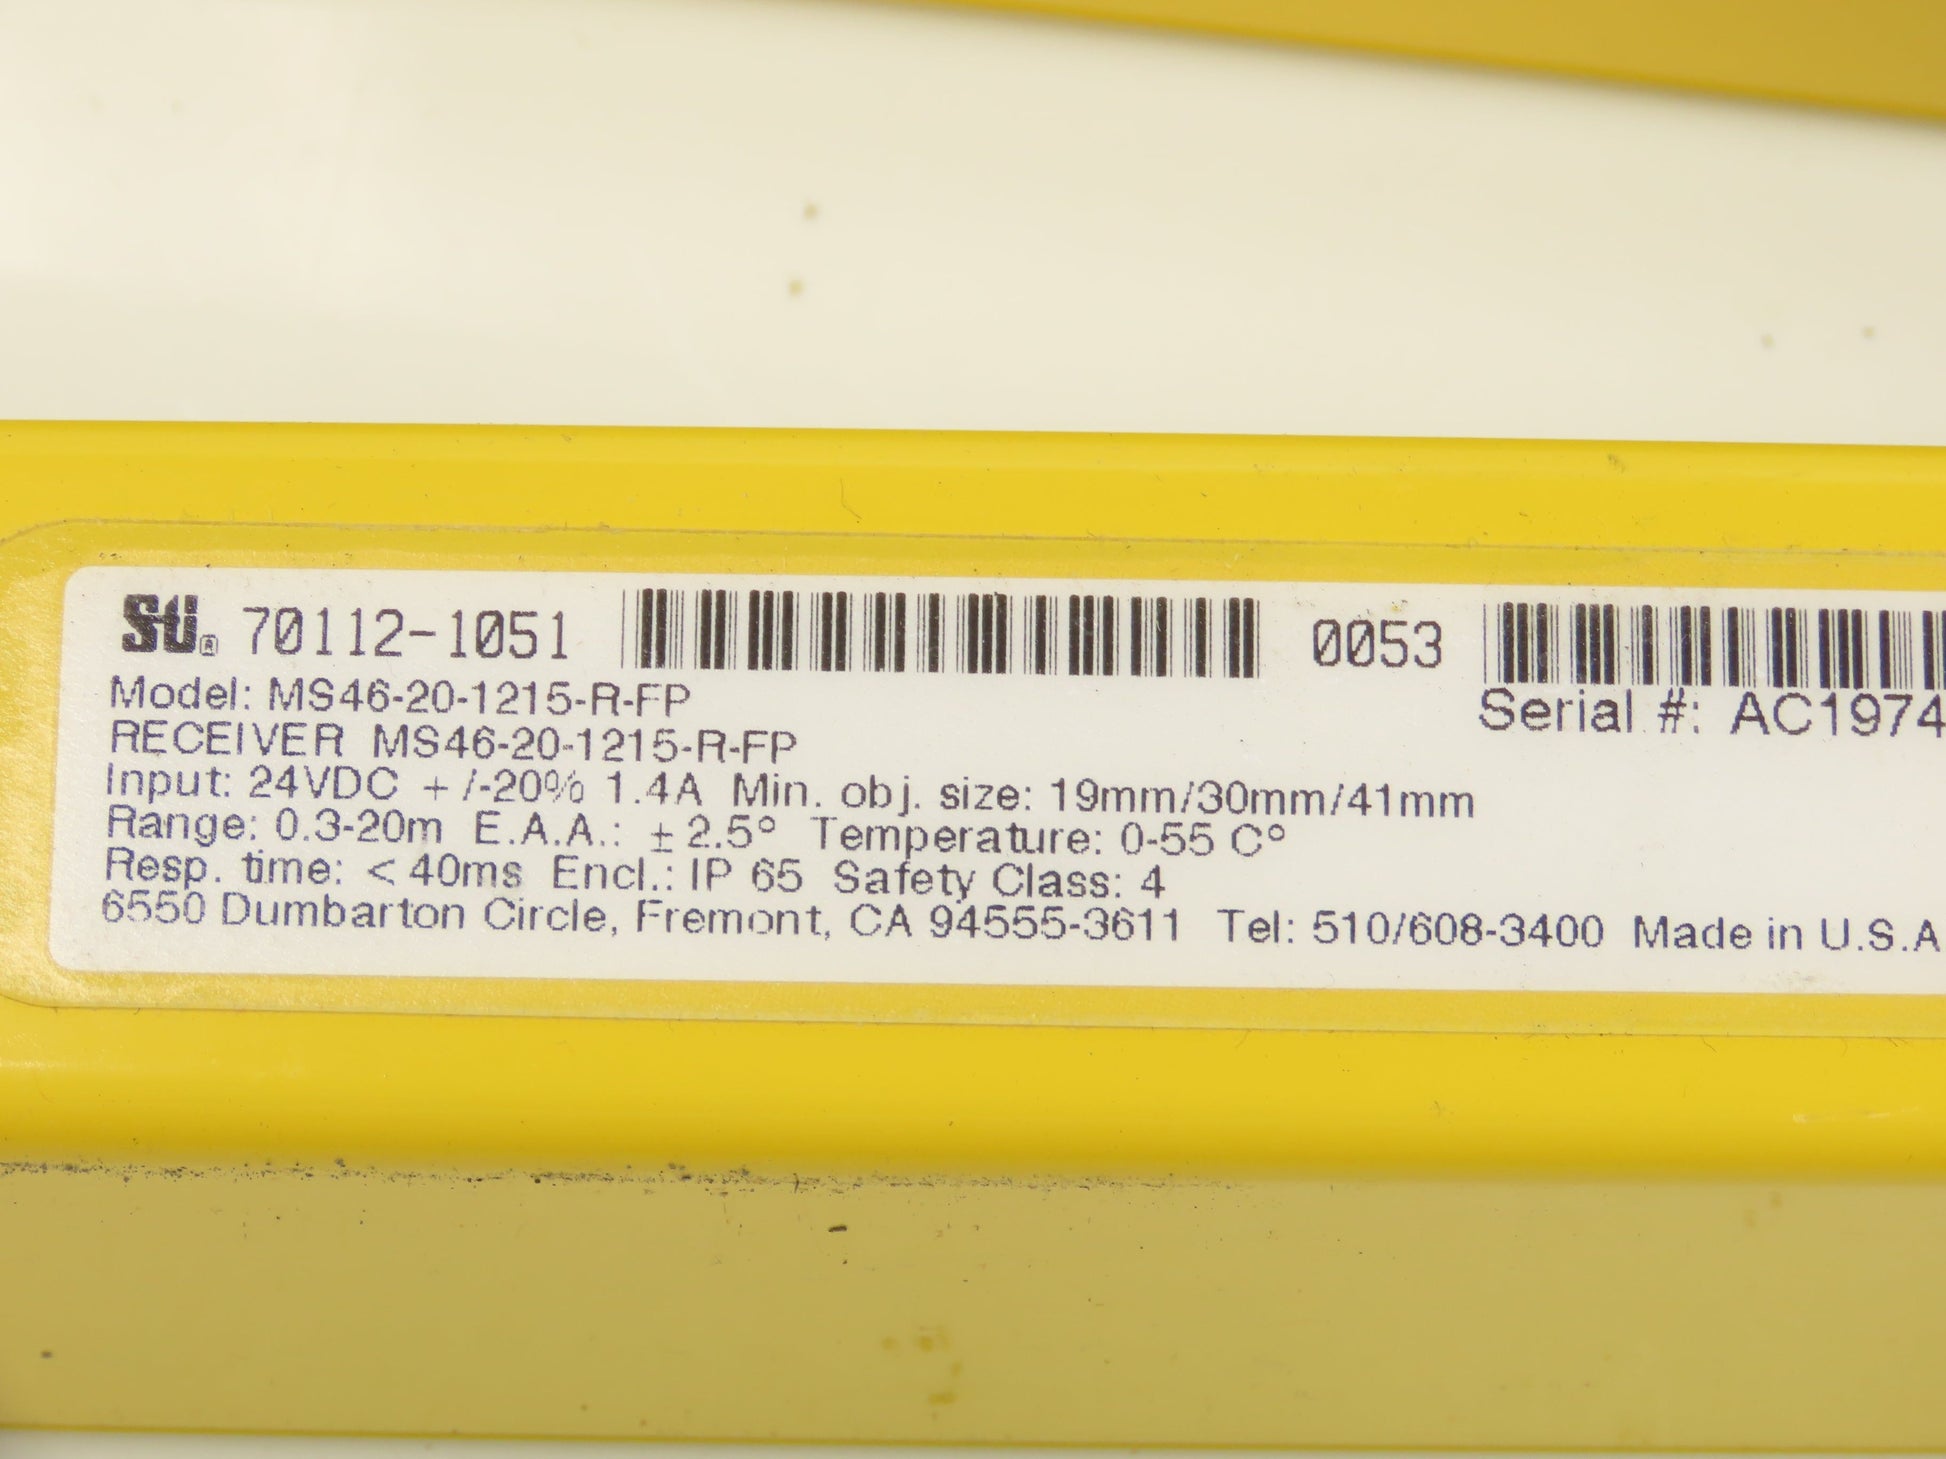 Sti® 70112-1051 0053
Model: MS46-20-1215-R-FP
Serial #: AC1974
RECEIVER MS46-20-1215-R-FP
Input: 24VDC +/-20% 1.4A Min. obj. size: 19mm/30mm/41mm
Range: 0.3-20m E.A.A.: ±2.5° Temperature: 0-55 C°
Resp. time: < 40ms Encl.: IP 65 Safety Class: 4
6550 Dumbarton Circle, Fremont, CA 94555-3611 Tel: 510/608-3400 Made in U.S.A